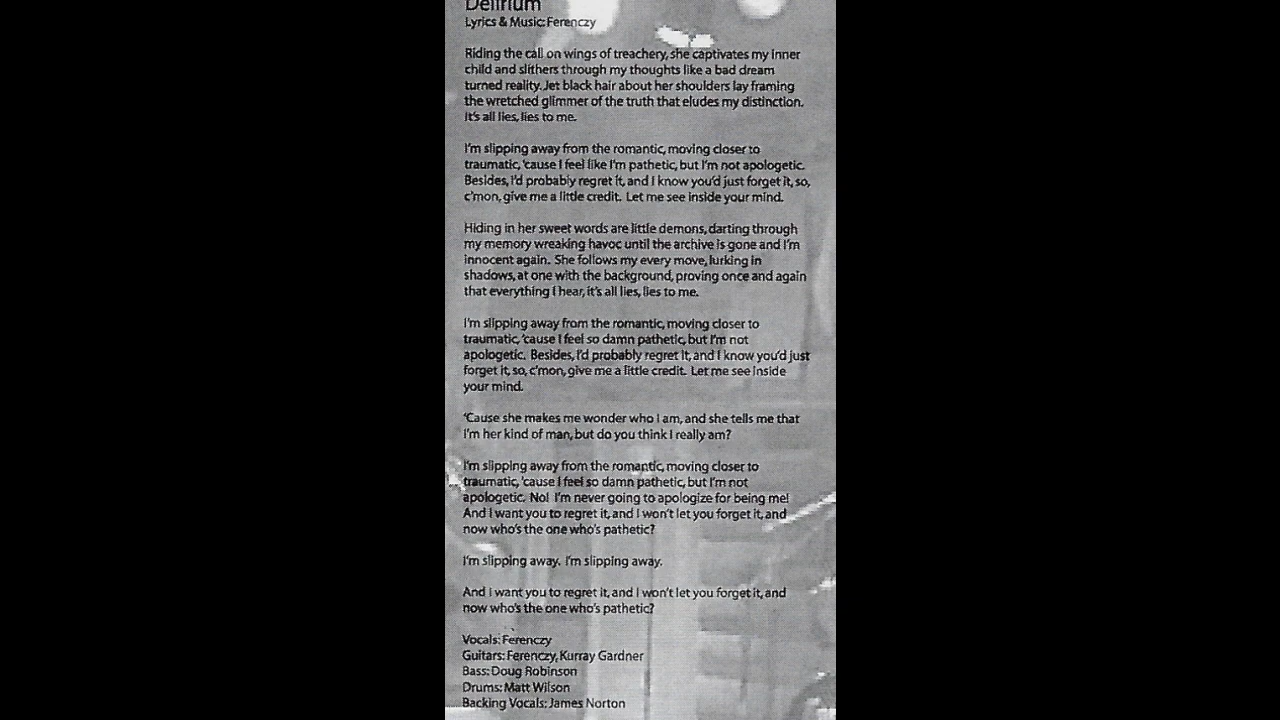 Delirium
Lyrics & Music: Ferenczy
Riding the call on wings of treachery, she captivates my inner
child and slithers through my thoughts like a bad dream
turned reality. Jet black hair about her shoulders lay framing
the wretched glimmer of the truth that eludes my distinction.
It's all lies, lies to me.
I'm slipping away from the romantic, moving closer to
traumatic, 'cause I feel like I'm pathetic, but I'm not apologetic.
Besides, I'd probably regret it, and I know you'd just forget it, so,
c'mon, give me a little credit. Let me see inside your mind.
Hiding in her sweet words are little demons, darting through
my memory wreaking havoc until the archive is gone and I'm
innocent again. She follows my every move, lurking in
shadows, at one with the background, proving once and again
that everything I hear, it's all lies, lies to me.
I'm slipping away from the romantic, moving closer to
traumatic, 'cause I feel so damn pathetic, but I'm not
apologetic. Besides, I'd probably regret it, and I know you'd just
forget it, so, c'mon, give me a little credit. Let me see inside
your mind.
'Cause she makes me wonder who I am, and she tells me that
I'm her kind of man, but do you think I really am?
I'm slipping away from the romantic, moving closer to
traumatic, 'cause I feel so damn pathetic, but I'm not
apologetic. No! I'm never going to apologize for being me!
And I want you to regret it, and I won't let you forget it, and
now who's the one who's pathetic?
I'm slipping away. I'm slipping away.
And I want you to regret it, and I won't let you forget it, and
now who's the one who's pathetic?
Vocals: Ferenczy
Guitars: Ferenczy, Kurray Gardner
Bass: Doug Robinson
Drums: Matt Wilson
Backing Vocals: James Norton